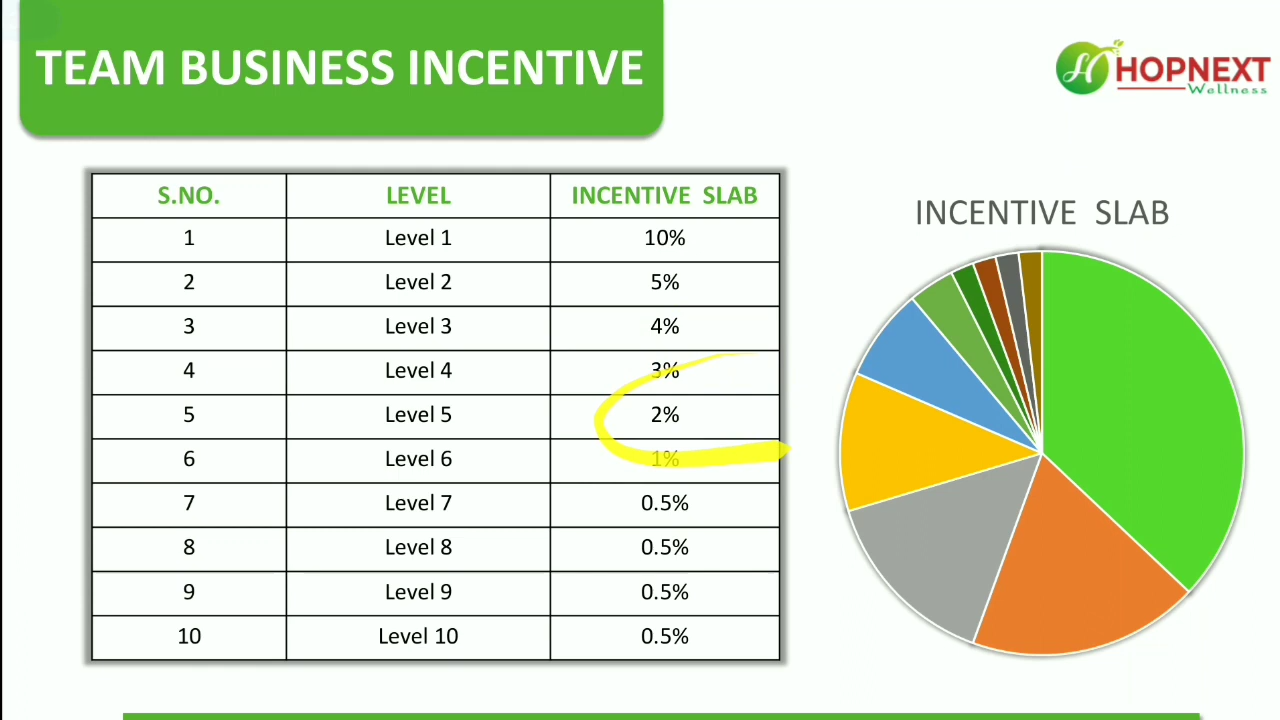 TEAM BUSINESS INCENTIVE
HOPNEXT
Wellness
S.NO. LEVEL INCENTIVE SLAB
1 Level 1 10%
2 Level 2 5%
3 Level 3 4%
4 Level 4 3%
5 Level 5 2%
6 Level 6 1%
7 Level 7 0.5%
8 Level 8 0.5%
9 Level 9 0.5%
10 Level 10 0.5%
INCENTIVE SLAB